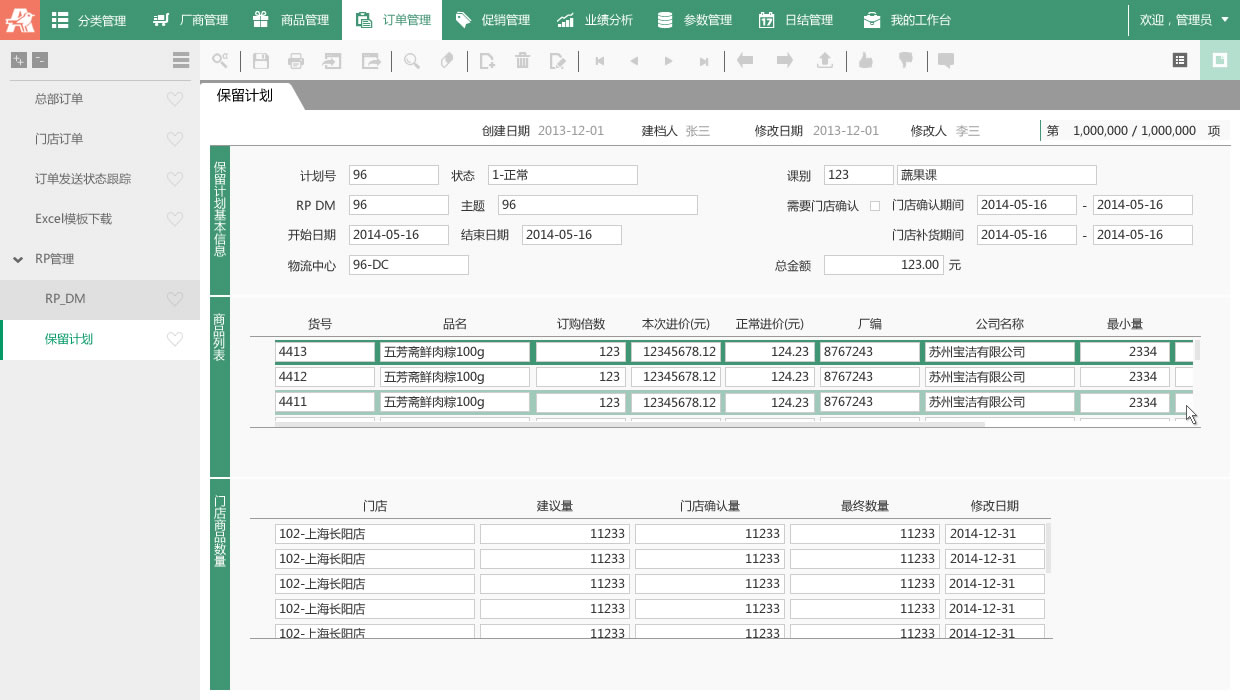 分类管理 厂商管理 商品管理 订单管理 促销管理 业绩分析 参数管理 日结管理 我的工作台 欢迎，管理员
总部订单
门店订单
订单发送状态跟踪
Excel模板下载
RP管理
RP_DM
保留计划
保留计划
创建日期 2013-12-01 建档人 张三 修改日期 2013-12-01 修改人 李三 第 1,000,000 / 1,000,000 项
保留计划基本信息
计划号 96 状态 1-正常 课别 123 蔬果课
RP DM 96 主题 96 需要门店确认 门店确认期间 2014-05-16 - 2014-05-16
开始日期 2014-05-16 结束日期 2014-05-16 门店补货期间 2014-05-16 - 2014-05-16
物流中心 96-DC 总金额 123.00 元
商品列表
货号 品名 订购倍数 本次进价(元) 正常进价(元) 厂编 公司名称 最小量
4413 五芳斋鲜肉粽100g 123 12345678.12 124.23 8767243 苏州宝洁有限公司 2334
4412 五芳斋鲜肉粽100g 123 12345678.12 124.23 8767243 苏州宝洁有限公司 2334
4411 五芳斋鲜肉粽100g 123 12345678.12 124.23 8767243 苏州宝洁有限公司 2334
门店商品数量
门店 建议量 门店确认量 最终数量 修改日期
102-上海长阳店 11233 11233 11233 2014-12-31
102-上海长阳店 11233 11233 11233 2014-12-31
102-上海长阳店 11233 11233 11233 2014-12-31
102-上海长阳店 11233 11233 11233 2014-12-31
102-上海长阳店 11233 11233 11233 2014-12-31